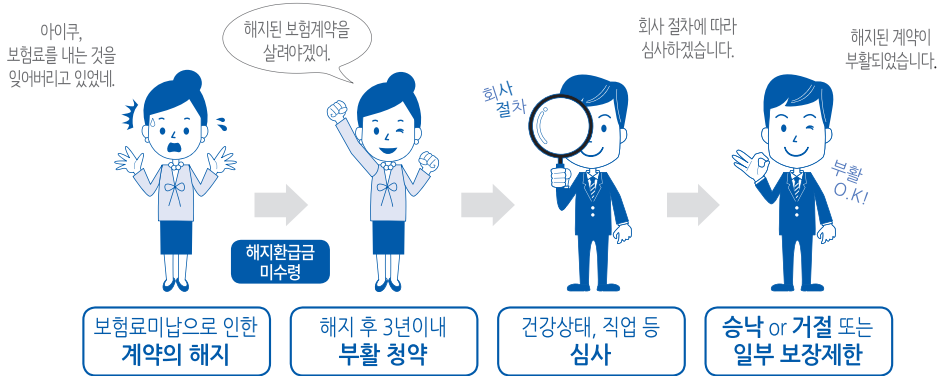 아이쿠,
보험료를 내는 것을
잊어버리고 있었네.
해지된 보험계약을
살려야겠어.
회사 절차에 따라
심사하겠습니다.
해지된 계약이
부활되었습니다.
회사
절차
부활
O.K!
해지환급금
미수령
보험료미납으로 인한
계약의 해지
해지 후 3년이내
부활 청약
건강상태, 직업 등
심사
승낙 or 거절 또는
일부 보장제한